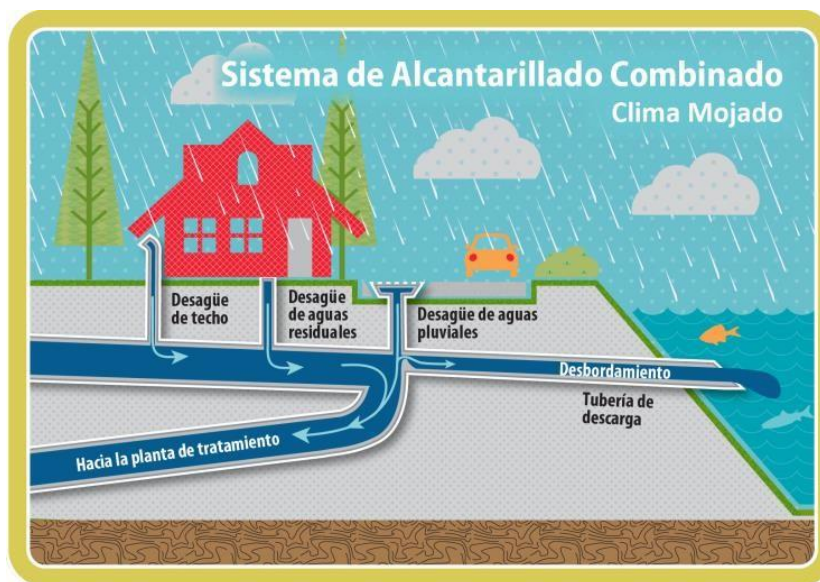 Sistema de Alcantarillado Combinado
Clima Mojado
Desagüe
de techo
Desagüe
de aguas
residuales
Desagüe de aguas
pluviales
Desbordamiento
Tubería de
descarga
Hacia la planta de tratamiento